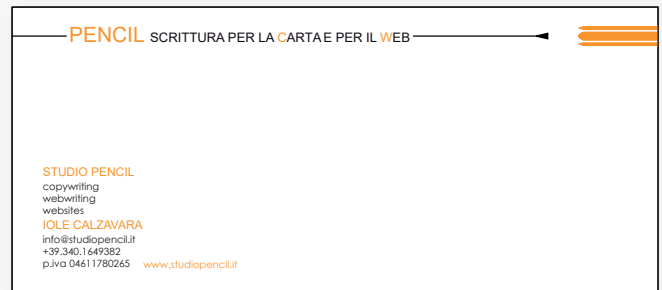 PENCIL SCRITTURA PER LA CARTA E PER IL WEB
STUDIO PENCIL
copywriting
webwriting
websites
IOLE CALZAVARA
info@studiopencil.it
+39.340.1649382
p.iva 04611780265 www.studiopencil.it